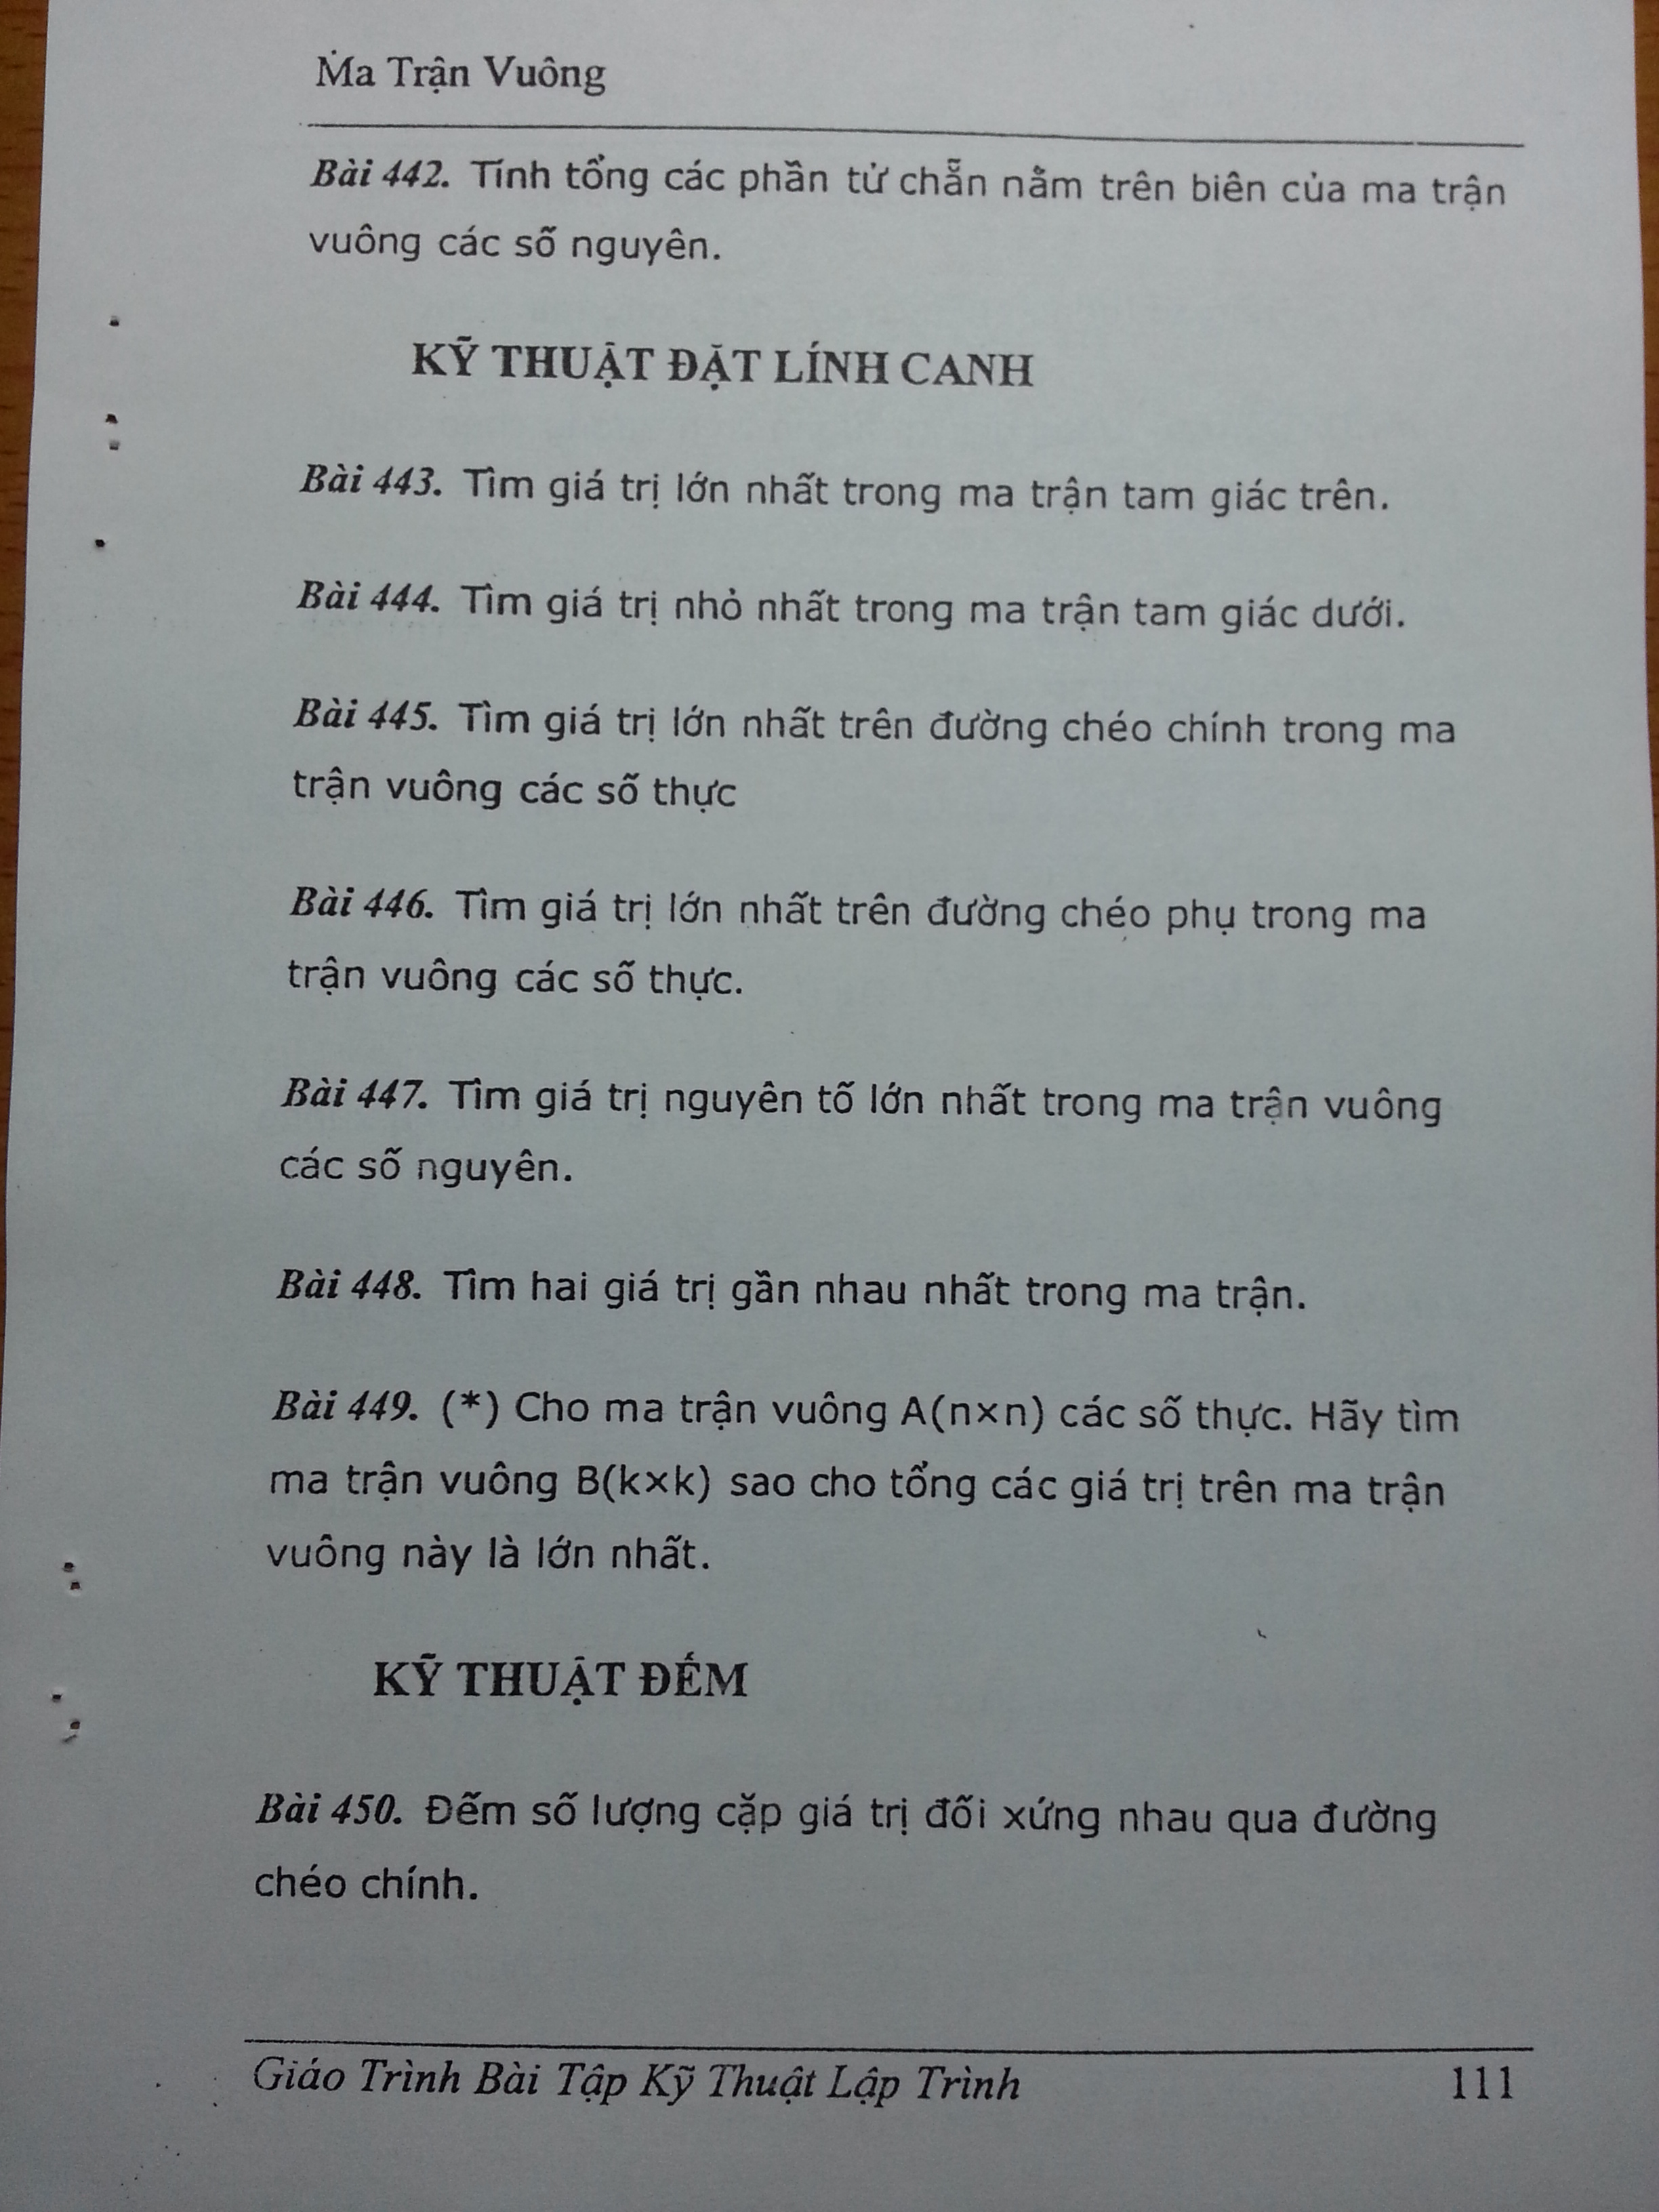 Ma Trận Vuông
Bài 442. Tính tổng các phần tử chẵn nằm trên biên của ma trận
vuông các số nguyên.
KỸ THUẬT ĐẶT LÍNH CANH
Bài 443. Tìm giá trị lớn nhất trong ma trận tam giác trên.
Bài 444. Tìm giá trị nhỏ nhất trong ma trận tam giác dưới.
Bài 445. Tìm giá trị lớn nhất trên đường chéo chính trong ma
trận vuông các số thực
Bài 446. Tìm giá trị lớn nhất trên đường chéo phụ trong ma
trận vuông các số thực.
Bài 447. Tìm giá trị nguyên tố lớn nhất trong ma trận vuông
các số nguyên.
Bài 448. Tìm hai giá trị gần nhau nhất trong ma trận.
Bài 449. (*) Cho ma trận vuông A(n×n) các số thực. Hãy tìm
ma trận vuông B(k×k) sao cho tổng các giá trị trên ma trận
vuông này là lớn nhất.
KỸ THUẬT ĐẾM
Bài 450. Đếm số lượng cặp giá trị đối xứng nhau qua đường
chéo chính.
Giáo Trình Bài Tập Kỹ Thuật Lập Trình 111